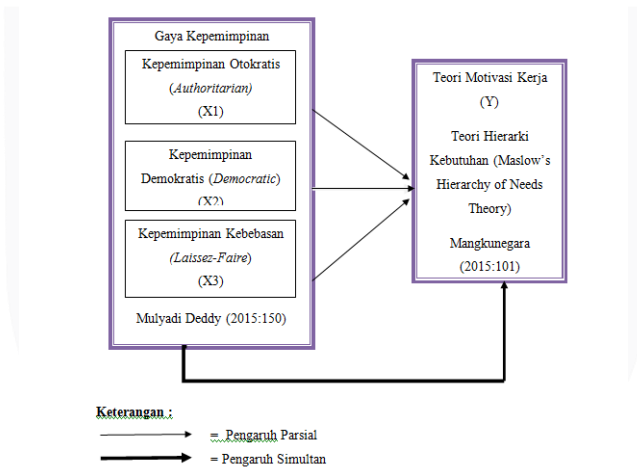 Gaya Kepemimpinan
Kepemimpinan Otokratis
(Authoritarian)
(X1)
Kepemimpinan
Demokratis (Democratic)
(X2)
Kepemimpinan Kebebasan
(Laissez-Faire)
(X3)
Mulyadi Deddy (2015:150)
Teori Motivasi Kerja
(Y)
Teori Hierarki
Kebutuhan (Maslow's
Hierarchy of Needs
Theory)
Mangkunegara
(2015:101)
Keterangan :
= Pengaruh Parsial
= Pengaruh Simultan